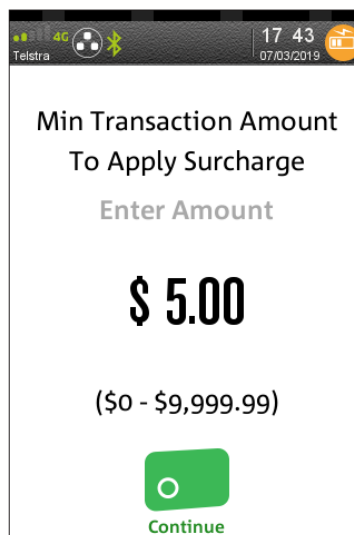 4G 17 43
Telstra 07/03/2019
Min Transaction Amount
To Apply Surcharge
Enter Amount
$ 5.00
($0 - $9,999.99)
Continue